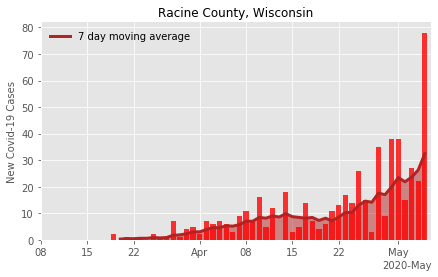 Racine County, Wisconsin
7 day moving average
New Covid-19 Cases
80
70
60
50
40
30
20
10
0
08 15 22 Apr 08 15 22 May
2020-May